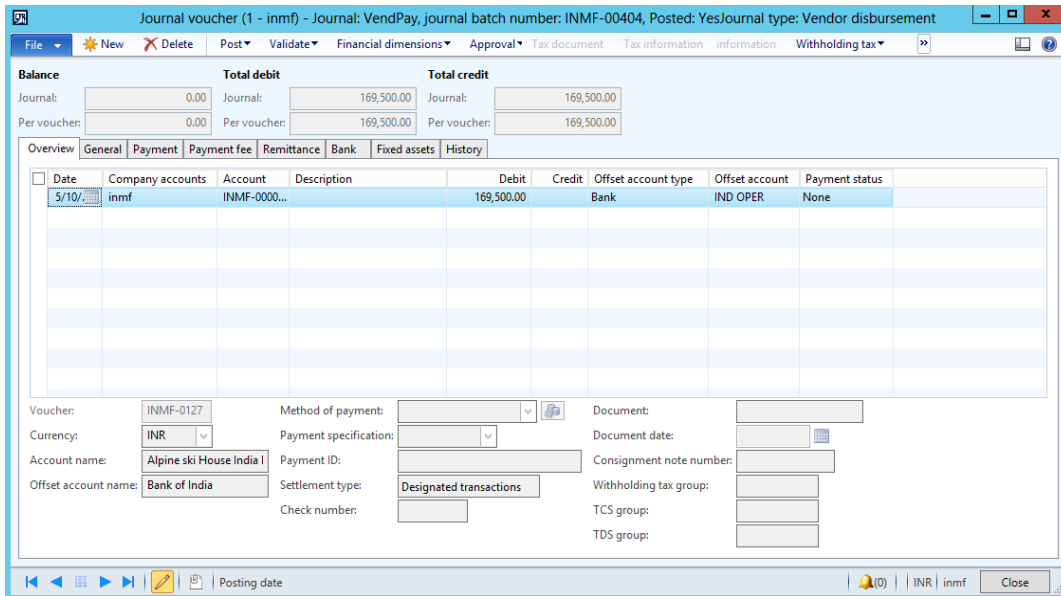 Journal voucher (1 - inmf) - Journal: VendPay, journal batch number: INMF-00404, Posted: YesJournal type: Vendor disbursement
File New Delete Post Validate Financial dimensions Approval Tax document Tax information information Withholding tax »
Balance Total debit Total credit
Journal: 0.00 Journal: 169,500.00 Journal: 169,500.00
Per voucher: 0.00 Per voucher: 169,500.00 Per voucher: 169,500.00
Overview General Payment Payment fee Remittance Bank Fixed assets History
Date Company accounts Account Description Debit Credit Offset account type Offset account Payment status
5/10/. inmf INMF-0000... 169,500.00 Bank IND OPER None
Voucher: INMF-0127 Method of payment: Document:
Currency: INR Payment specification: Document date:
Account name: Alpine ski House India Payment ID: Consignment note number:
Offset account name: Bank of India Settlement type: Designated transactions Withholding tax group:
Check number: TCS group:
TDS group:
Posting date (0) INR inmf Close